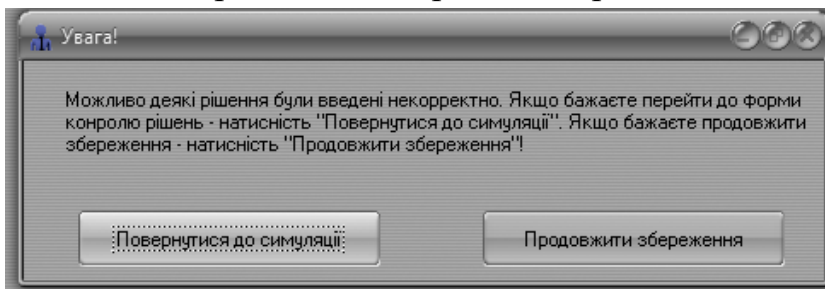 Увага!
Можливо деякі рішення були введені некорректно. Якщо бажаєте перейти до форми
конролю рішень - натисність "Повернутися до симуляції". Якщо бажаєте продовжити
збереження - натисність "Продовжити збереження"!
Повернутися до симуляції
Продовжити збереження